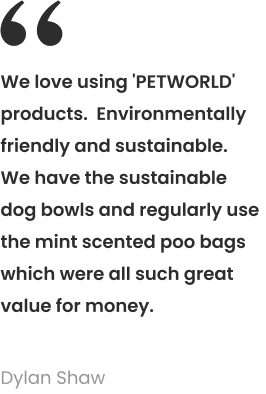 “
We love using 'PETWORLD'
products.  Environmentally
friendly and sustainable.
We have the sustainable
dog bowls and regularly use
the mint scented poo bags
which were all such great
value for money.
Dylan Shaw